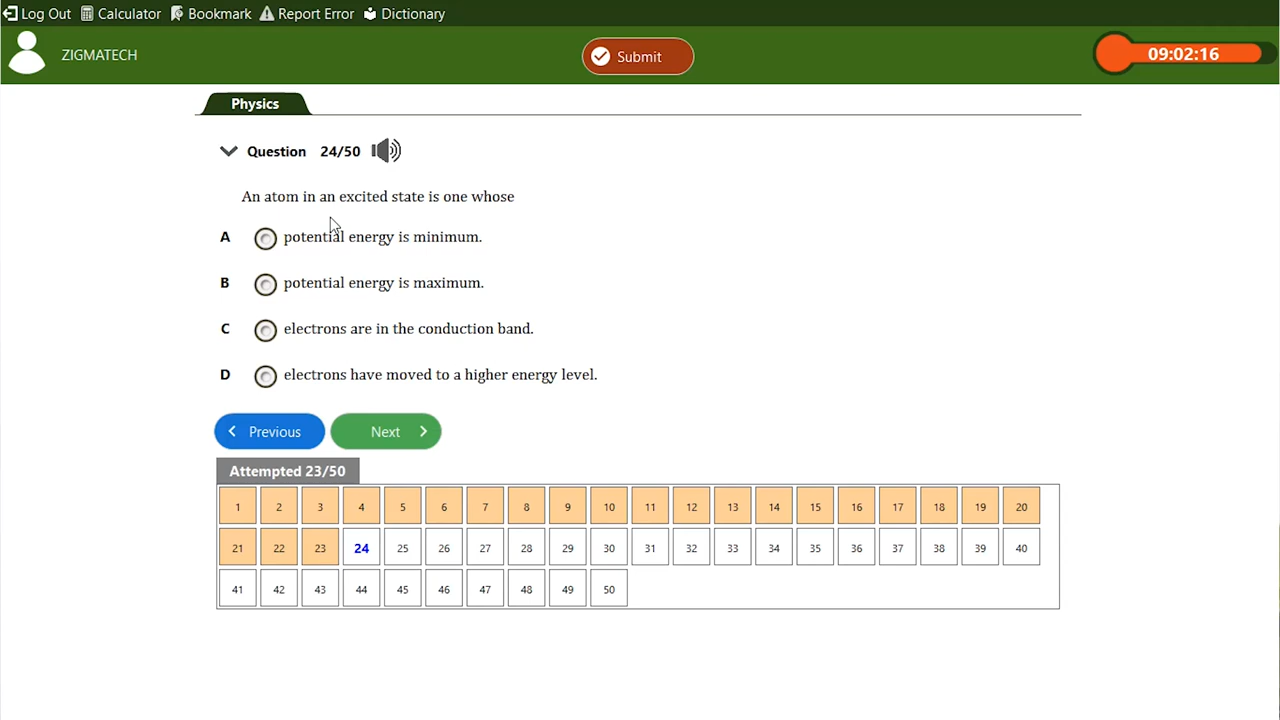 Log Out Calculator Bookmark Report Error Dictionary
ZIGMATECH
Submit
09:02:16
Physics
Question 24/50
An atom in an excited state is one whose
A potential energy is minimum.
B potential energy is maximum.
C electrons are in the conduction band.
D electrons have moved to a higher energy level.
Previous Next
Attempted 23/50
1 2 3 4 5 6 7 8 9 10 11 12 13 14 15 16 17 18 19 20
21 22 23 24 25 26 27 28 29 30 31 32 33 34 35 36 37 38 39 40
41 42 43 44 45 46 47 48 49 50